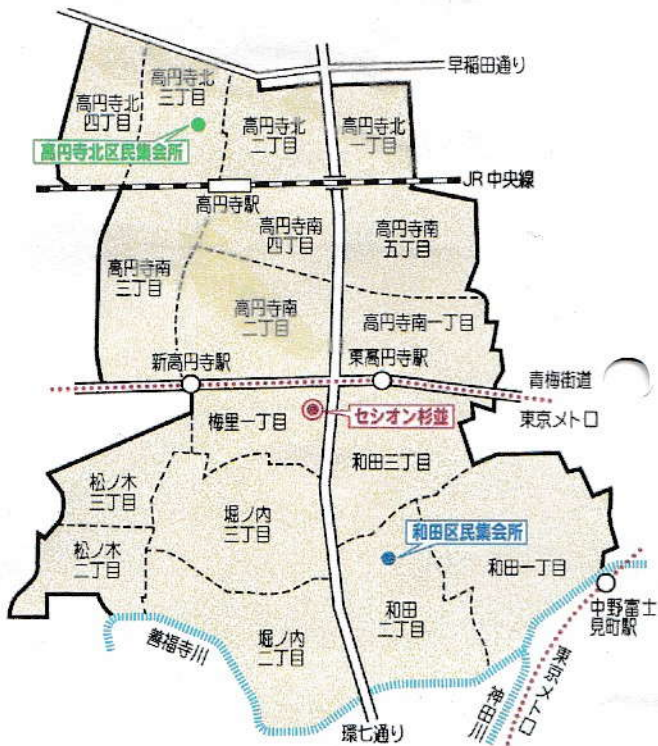 早稲田通り
高円寺北
三丁目
高円寺北
四丁目
高円寺北
二丁目
高円寺北
一丁目
高円寺北区民集会所
JR中央線
高円寺駅
高円寺南
四丁目
高円寺南
五丁目
高円寺南
三丁目
高円寺南
二丁目
高円寺南一丁目
新高円寺駅
東高円寺駅
青梅街道
東京メトロ
梅里一丁目
セシオン杉並
和田三丁目
松ノ木
三丁目
堀ノ内
三丁目
和田区民集会所
松ノ木
二丁目
和田一丁目
中野富士
見町駅
和田
二丁目
善福寺川
堀ノ内
二丁目
東京メトロ
神田川
環七通り